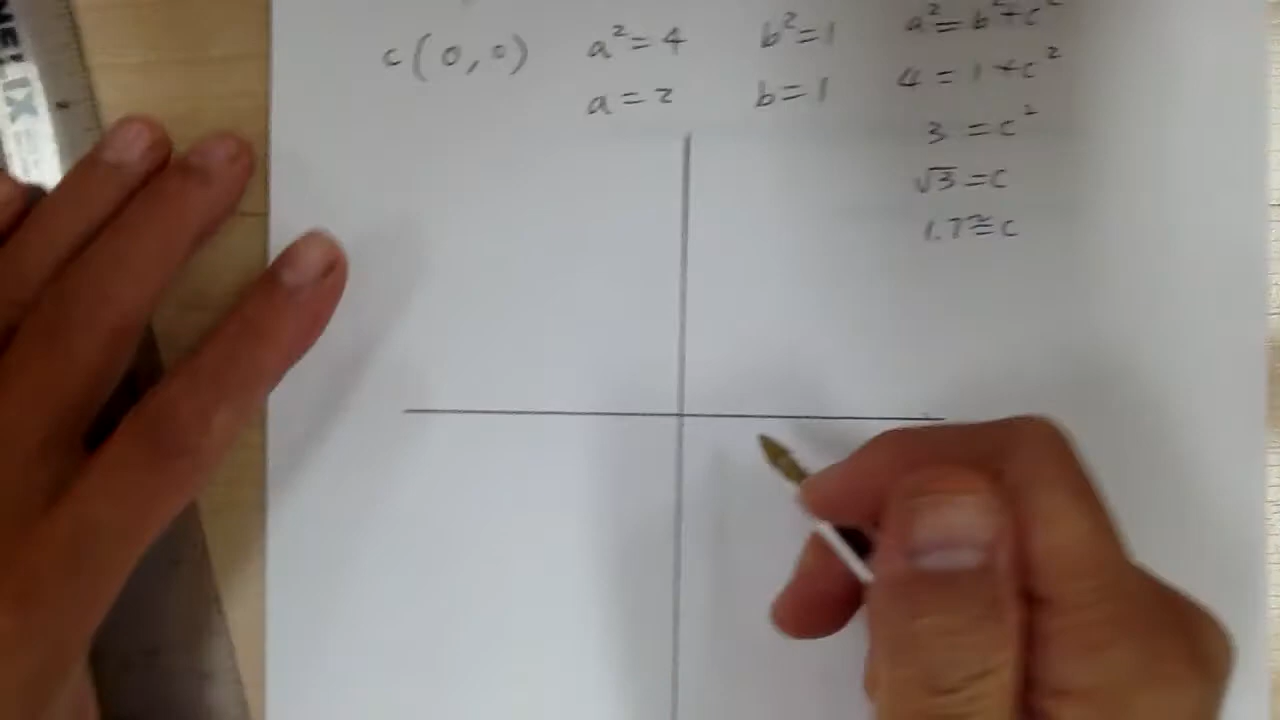 c(0,0) a²=4 b²=1 a²=b²+c²
a=2 b=1 4=1+c²
3=c²
√3=c
1.7≅c